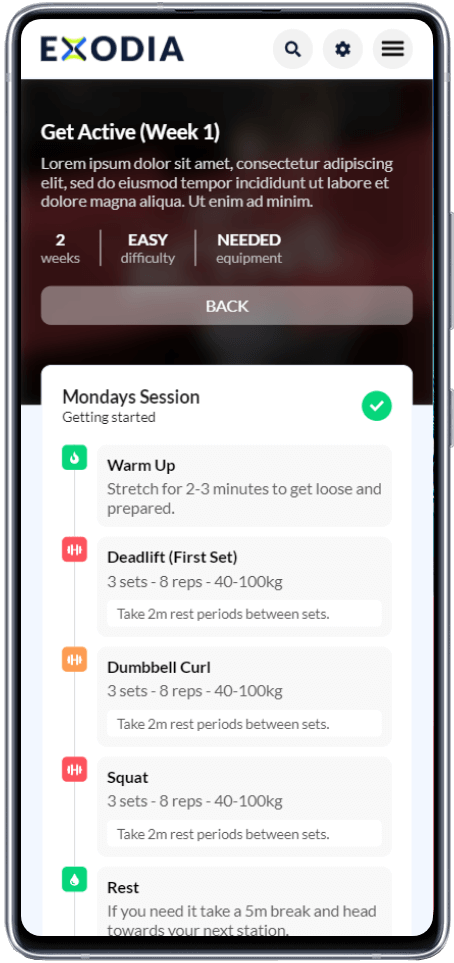 EXODIA
Get Active (Week 1)
Lorem ipsum dolor sit amet, consectetur adipiscing
elit, sed do eiusmod tempor incididunt ut labore et
dolore magna aliqua. Ut enim ad minim.
2 EASY NEEDED
weeks difficulty equipment
BACK
Mondays Session
Getting started
Warm Up
Stretch for 2-3 minutes to get loose and
prepared.
Deadlift (First Set)
3 sets - 8 reps - 40-100kg
Take 2m rest periods between sets.
Dumbbell Curl
3 sets - 8 reps - 40-100kg
Take 2m rest periods between sets.
Squat
3 sets - 8 reps - 40-100kg
Take 2m rest periods between sets.
Rest
If you need it take a 5m break and head
towards your next station.